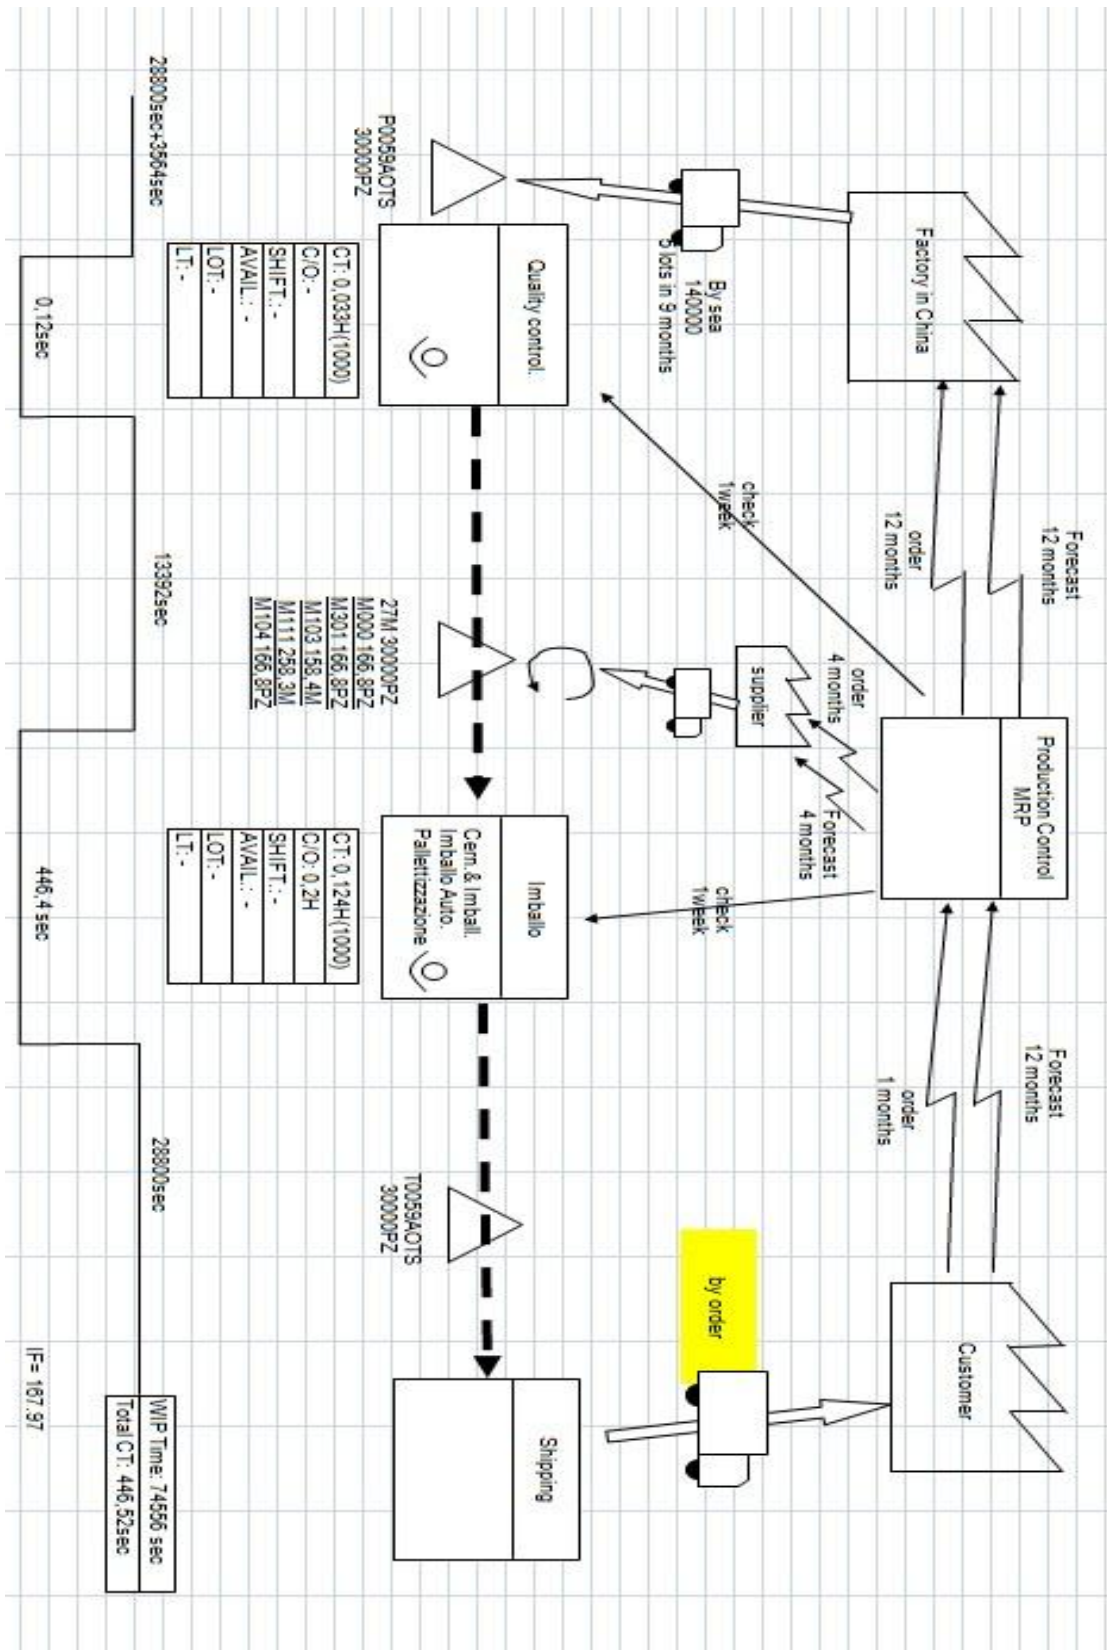 Factory in China
Forecast
12 months
order
12 months
Production Control
MRP
Forecast
12 months
order
1 months
Customer
By sea
140000
5 lots in 9 months
check
1week
order
4 months
Forecast
4 months
supplier
check
1week
by order
P0059AOTS
30000PZ
Quality control.
27M 30000PZ
M000 166,8PZ
M301 166,8PZ
M103 158,4M
M111 258,3M
M104 166,8PZ
Imballo
Cern.& Imball.
Imballo Auto.
Pallettizzazione
T0059AOTS
30000PZ
Shipping
CT: 0,033H(1000)
C/O: -
SHIFT: -
AVAIL.: -
LOT: -
LT: -
CT: 0,124H(1000)
C/O: 0,2H
SHIFT: -
AVAIL.: -
LOT: -
LT: -
28800sec+3564sec
0,12sec
13392sec
446,4 sec
28800sec
WIP Time: 74556 sec
Total CT: 446,52sec
IF= 167.97